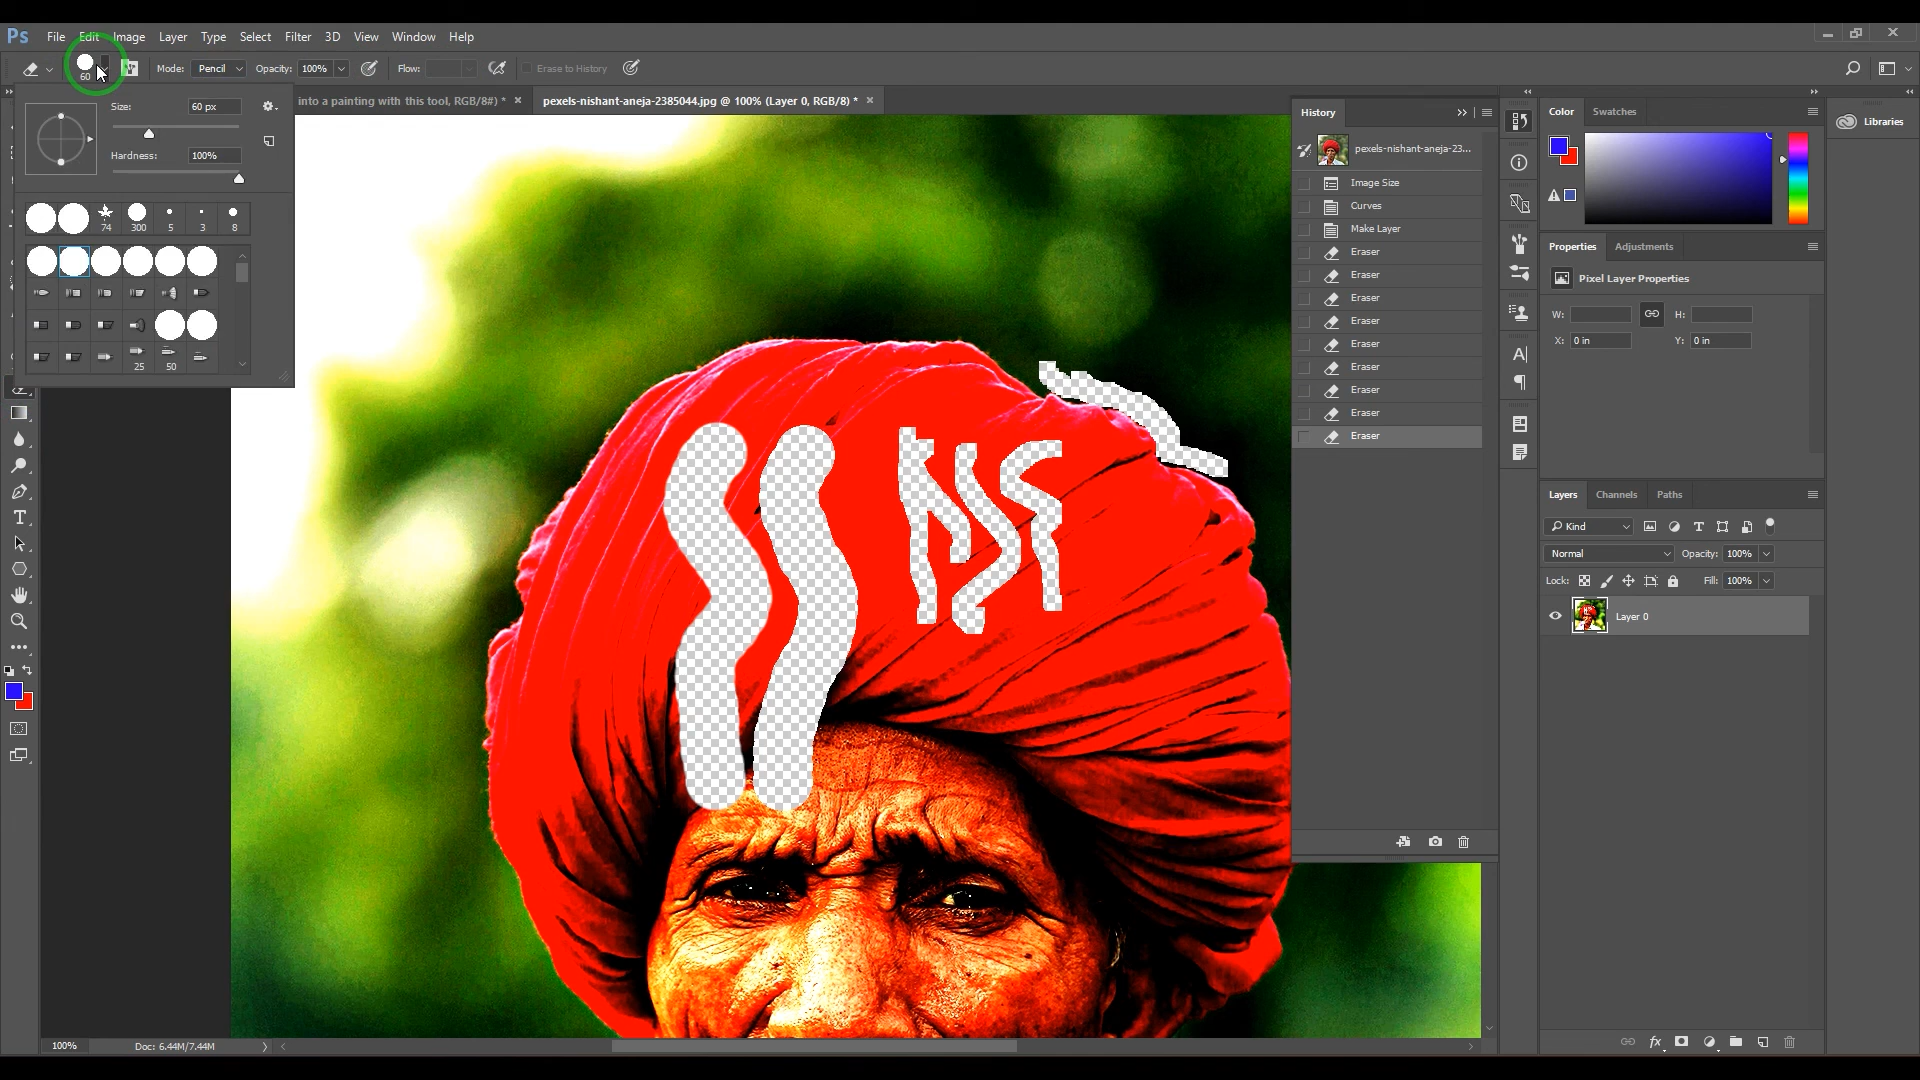 Ps File Edit Image Layer Type Select Filter 3D View Window Help
60 Mode: Pencil Opacity: 100% Flow: Erase to History
into a painting with this tool, RGB/8#) * × pexels-nishant-aneja-2385044.jpg @ 100% (Layer 0, RGB/8) * ×
Size: 60 px
Hardness: 100%
74 300 5 3 8
25 50
History
pexels-nishant-aneja-23...
Image Size
Curves
Make Layer
Eraser
Eraser
Eraser
Eraser
Eraser
Eraser
Eraser
Eraser
Eraser
Color Swatches
Libraries
Properties Adjustments
Pixel Layer Properties
W: H:
X: 0 in Y: 0 in
Layers Channels Paths
Kind
Normal Opacity: 100%
Lock: Fill: 100%
Layer 0
100% Doc: 6.44M/7.44M